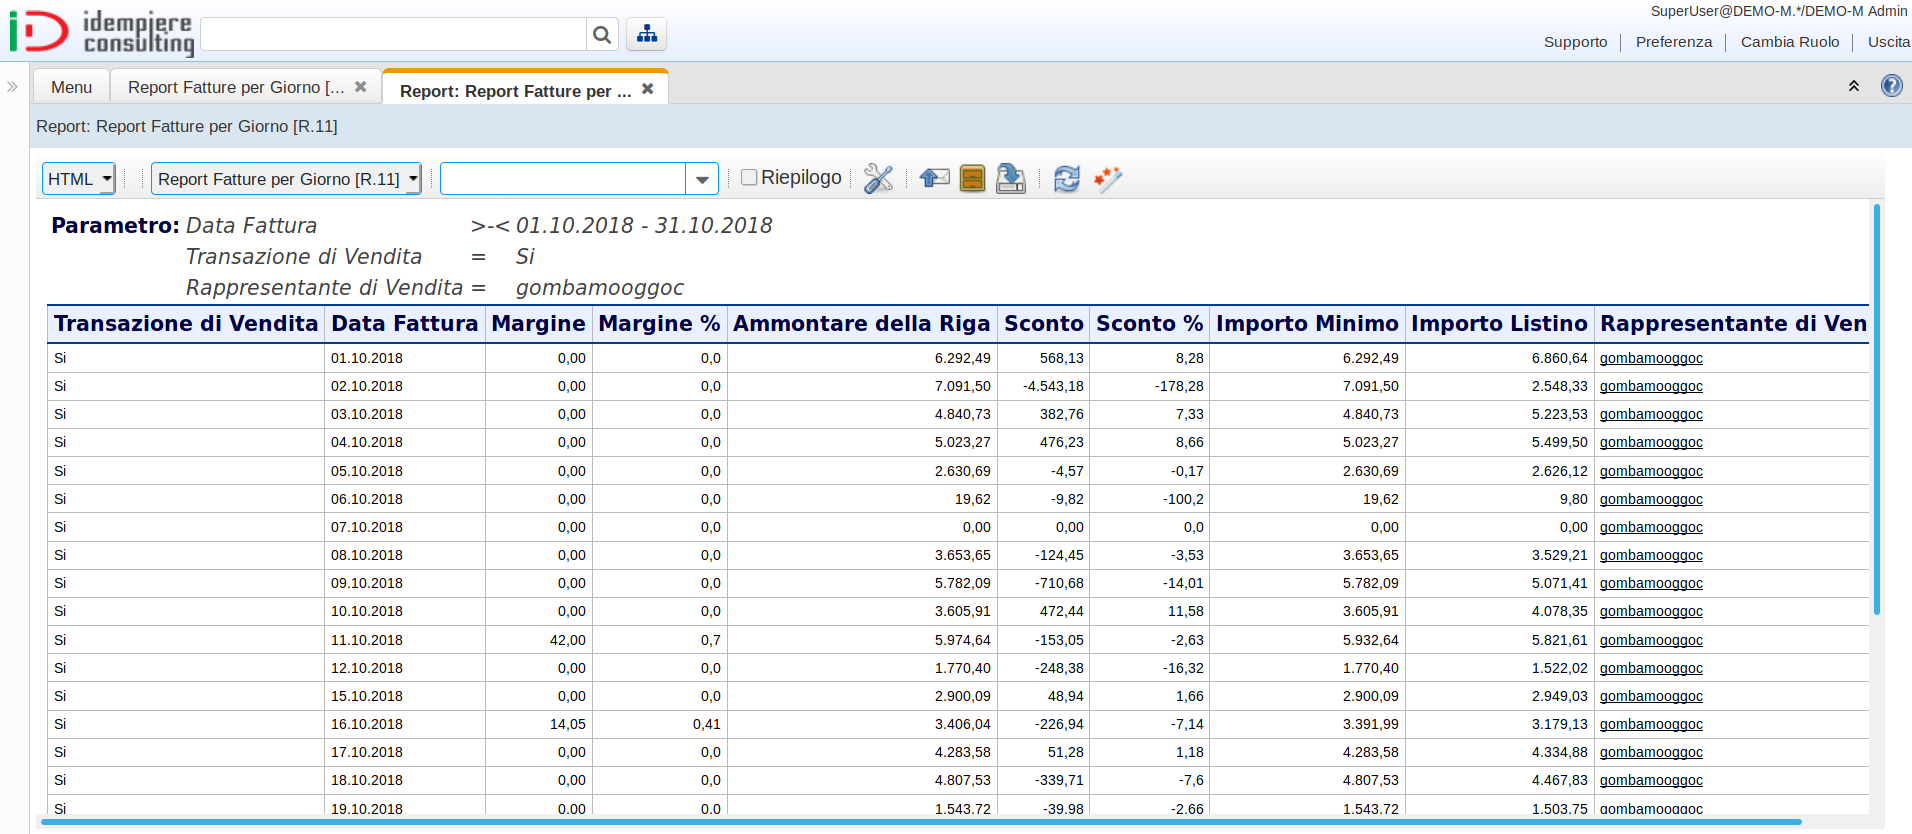 iD idempiere consulting
SuperUser@DEMO-M.*/DEMO-M Admin
Supporto Preferenza Cambia Ruolo Uscita
Menu Report Fatture per Giorno [... Report: Report Fatture per ...
Report: Report Fatture per Giorno [R.11]
HTML Report Fatture per Giorno [R.11] Riepilogo
Parametro: Data Fattura >-< 01.10.2018 - 31.10.2018
Transazione di Vendita = Si
Rappresentante di Vendita = gombamooggoc
Transazione di Vendita Data Fattura Margine Margine % Ammontare della Riga Sconto Sconto % Importo Minimo Importo Listino Rappresentante di Ven
Si 01.10.2018 0,00 0,0 6.292,49 568,13 8,28 6.292,49 6.860,64 gombamooggoc
Si 02.10.2018 0,00 0,0 7.091,50 -4.543,18 -178,28 7.091,50 2.548,33 gombamooggoc
Si 03.10.2018 0,00 0,0 4.840,73 382,76 7,33 4.840,73 5.223,53 gombamooggoc
Si 04.10.2018 0,00 0,0 5.023,27 476,23 8,66 5.023,27 5.499,50 gombamooggoc
Si 05.10.2018 0,00 0,0 2.630,69 -4,57 -0,17 2.630,69 2.626,12 gombamooggoc
Si 06.10.2018 0,00 0,0 19,62 -9,82 -100,2 19,62 9,80 gombamooggoc
Si 07.10.2018 0,00 0,0 0,00 0,00 0,0 0,00 0,00 gombamooggoc
Si 08.10.2018 0,00 0,0 3.653,65 -124,45 -3,53 3.653,65 3.529,21 gombamooggoc
Si 09.10.2018 0,00 0,0 5.782,09 -710,68 -14,01 5.782,09 5.071,41 gombamooggoc
Si 10.10.2018 0,00 0,0 3.605,91 472,44 11,58 3.605,91 4.078,35 gombamooggoc
Si 11.10.2018 42,00 0,7 5.974,64 -153,05 -2,63 5.932,64 5.821,61 gombamooggoc
Si 12.10.2018 0,00 0,0 1.770,40 -248,38 -16,32 1.770,40 1.522,02 gombamooggoc
Si 15.10.2018 0,00 0,0 2.900,09 48,94 1,66 2.900,09 2.949,03 gombamooggoc
Si 16.10.2018 14,05 0,41 3.406,04 -226,94 -7,14 3.391,99 3.179,13 gombamooggoc
Si 17.10.2018 0,00 0,0 4.283,58 51,28 1,18 4.283,58 4.334,88 gombamooggoc
Si 18.10.2018 0,00 0,0 4.807,53 -339,71 -7,6 4.807,53 4.467,83 gombamooggoc
Si 19.10.2018 0,00 0,0 1.543,72 -39,98 -2,66 1.543,72 1.503,75 gombamooggoc